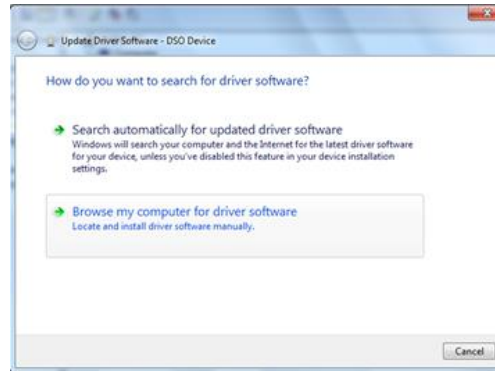 Update Driver Software - DSO Device
How do you want to search for driver software?
Search automatically for updated driver software
Windows will search your computer and the Internet for the latest driver software
for your device, unless you've disabled this feature in your device installation
settings.
Browse my computer for driver software
Locate and install driver software manually.
Cancel